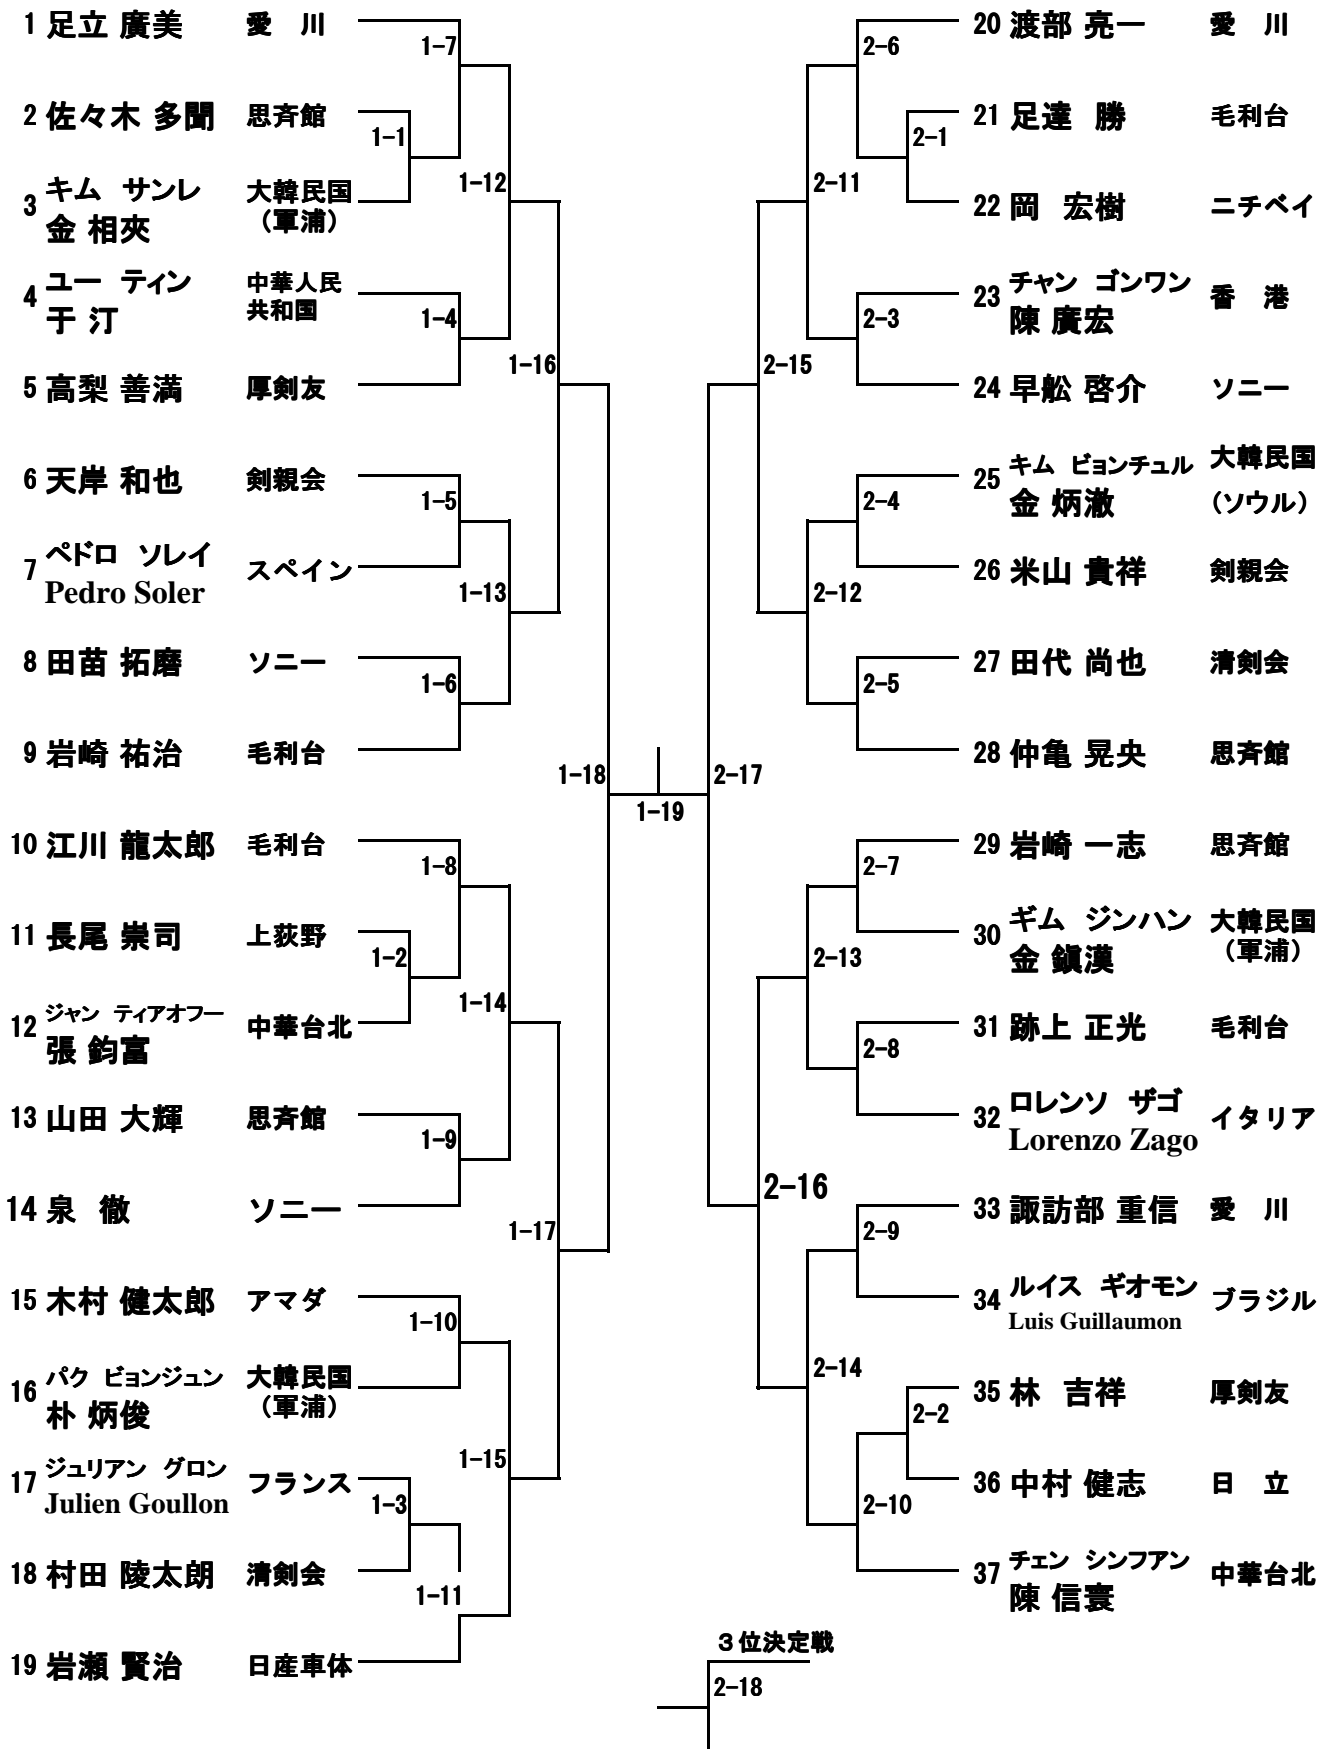 1 足立 廣美 愛 川
1-7
2 佐々木 多聞 思斉館
1-1
キム サンレ 大韓民国
3 金 相夾 (軍浦)
1-12
ユー ティン 中華人民
4 于 汀 共和国
1-4
1-16
5 高梨 善満 厚剣友
6 天岸 和也 剣親会
1-5
ペドロ ソレイ
7 Pedro Soler スペイン
1-13
8 田苗 拓磨 ソニー
1-6
9 岩崎 祐治 毛利台
1-18
1-19
10 江川 龍太郎 毛利台
1-8
11 長尾 崇司 上荻野
1-2
1-14
ジャン ティアオフー
12 張 鈞富 中華台北
13 山田 大輝 思斉館
1-9
14 泉 徹 ソニー
1-17
15 木村 健太郎 アマダ
1-10
パク ビョンジュン 大韓民国
16 朴 炳俊 (軍浦)
1-15
ジュリアン グロン
17 Julien Goullon フランス
1-3
18 村田 陵太朗 清剣会
1-11
19 岩瀬 賢治 日産車体
20 渡部 亮一 愛 川
2-6
21 足達 勝 毛利台
2-1
2-11
22 岡 宏樹 ニチベイ
チャン ゴンワン
23 陳 廣宏 香 港
2-3
2-15
24 早舩 啓介 ソニー
キム ビョンチュル 大韓民国
25 金 炳澈 (ソウル)
2-4
26 米山 貴祥 剣親会
2-12
27 田代 尚也 清剣会
2-5
28 仲亀 晃央 思斉館
2-17
29 岩崎 一志 思斉館
2-7
ギム ジンハン 大韓民国
30 金 鎭漢 (軍浦)
2-13
31 跡上 正光 毛利台
2-8
ロレンソ ザゴ
32 Lorenzo Zago イタリア
2-16
33 諏訪部 重信 愛 川
2-9
ルイス ギオモン
34 Luis Guillaumon ブラジル
2-14
35 林 吉祥 厚剣友
2-2
36 中村 健志 日 立
2-10
チェン シンフアン
37 陳 信寰 中華台北
3位決定戦
2-18